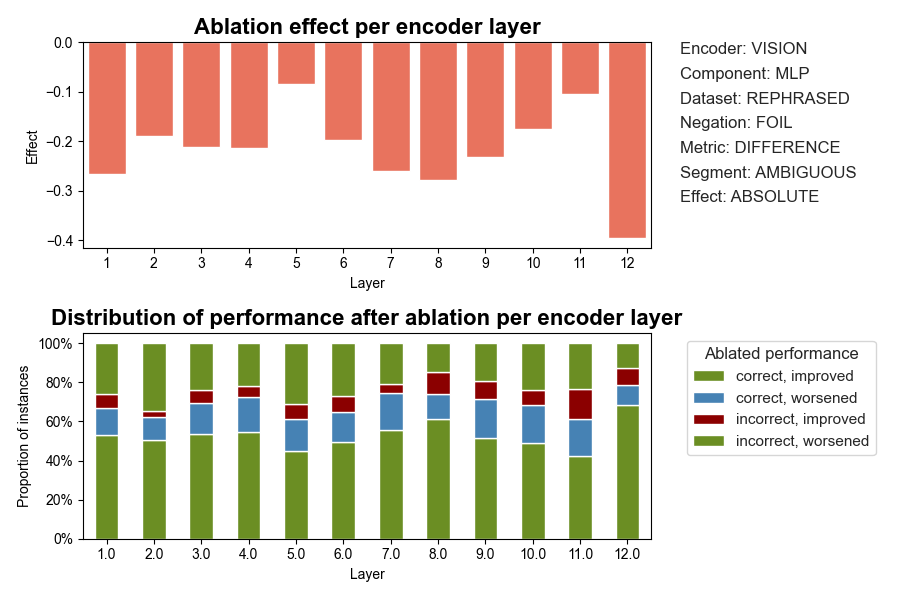 Ablation effect per encoder layer
0.0
−0.1
−0.2
−0.3
−0.4
Effect
1 2 3 4 5 6 7 8 9 10 11 12
Layer
Encoder: VISION
Component: MLP
Dataset: REPHRASED
Negation: FOIL
Metric: DIFFERENCE
Segment: AMBIGUOUS
Effect: ABSOLUTE
Distribution of performance after ablation per encoder layer
100%
80%
60%
40%
20%
0%
Proportion of instances
1.0 2.0 3.0 4.0 5.0 6.0 7.0 8.0 9.0 10.0 11.0 12.0
Layer
Ablated performance
correct, improved
correct, worsened
incorrect, improved
incorrect, worsened